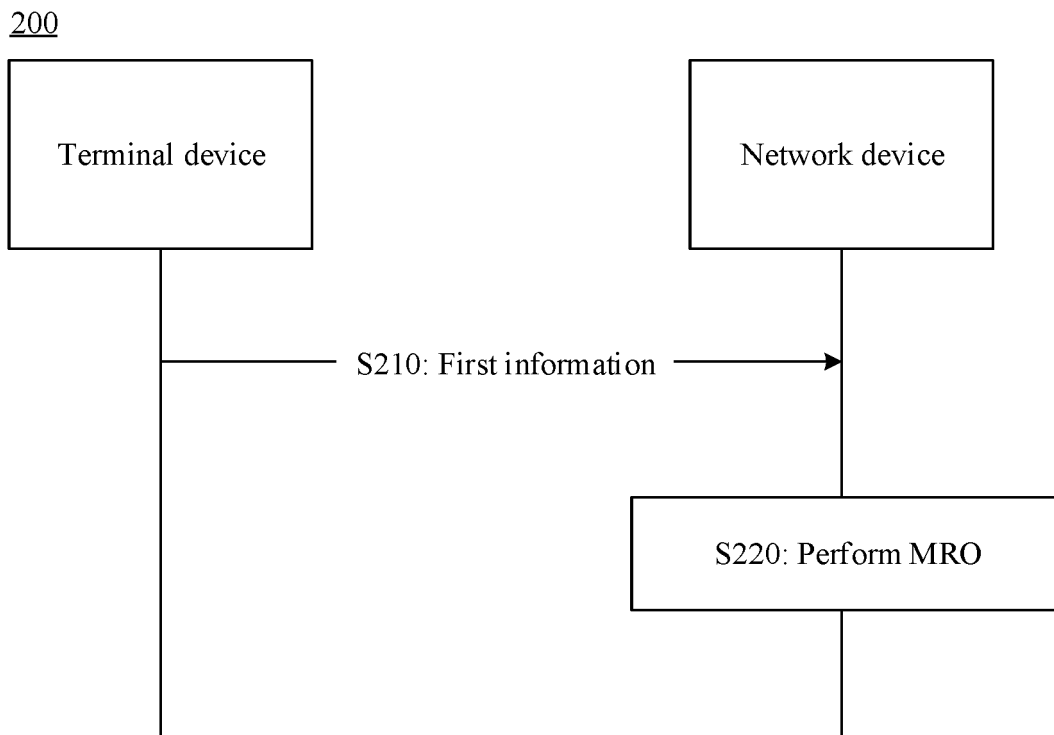 200
Terminal device
Network device
S210: First information
S220: Perform MRO